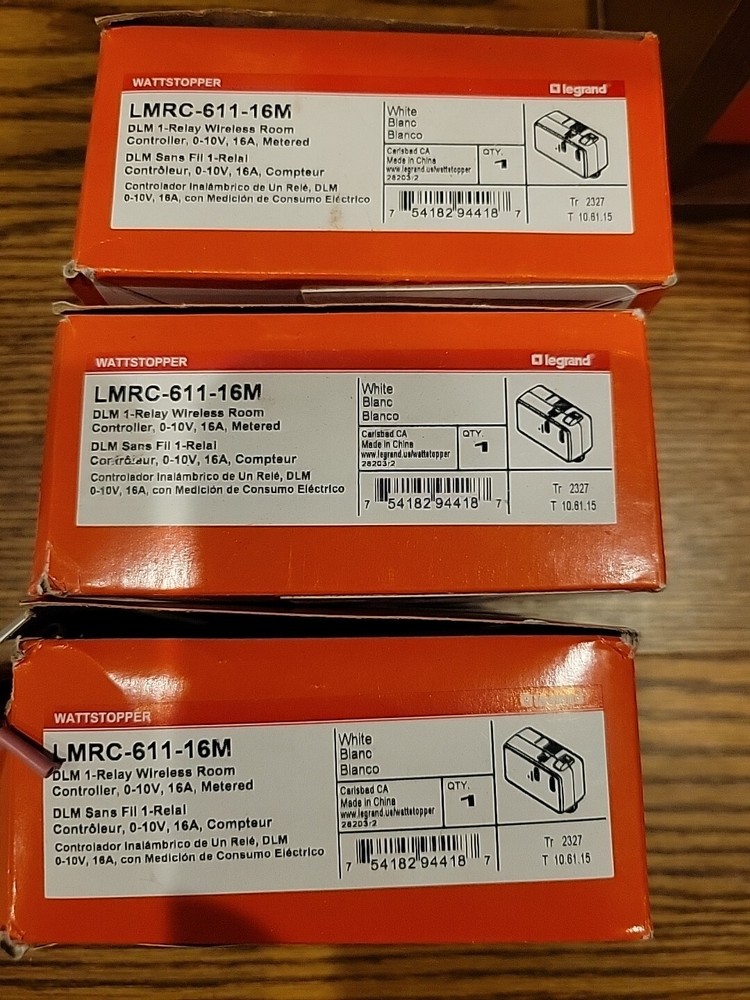 WATTSTOPPER
legrand
LMRC-611-16M
DLM 1-Relay Wireless Room
Controller, 0-10V, 16A, Metered
DLM Sans Fil 1-Relai
Contrôleur, 0-10V, 16A, Compteur
Controlador Inalámbrico de Un Relé, DLM
0-10V, 16A, con Medición de Consumo Eléctrico
White
Blanc
Blanco
Carlsbad CA
Made in China
www.legrand.us/wattstopper
28203r2
QTY.
1
7 54182 94418 7
Tr 2327
T 10.61.15
WATTSTOPPER
legrand
LMRC-611-16M
DLM 1-Relay Wireless Room
Controller, 0-10V, 16A, Metered
DLM Sans Fil 1-Relai
Contrôleur, 0-10V, 16A, Compteur
Controlador Inalámbrico de Un Relé, DLM
0-10V, 16A, con Medición de Consumo Eléctrico
White
Blanc
Blanco
Carlsbad CA
Made in China
www.legrand.us/wattstopper
28203r2
QTY.
1
7 54182 94418 7
Tr 2327
T 10.61.15
WATTSTOPPER
legrand
LMRC-611-16M
DLM 1-Relay Wireless Room
Controller, 0-10V, 16A, Metered
DLM Sans Fil 1-Relai
Contrôleur, 0-10V, 16A, Compteur
Controlador Inalámbrico de Un Relé, DLM
0-10V, 16A, con Medición de Consumo Eléctrico
White
Blanc
Blanco
Carlsbad CA
Made in China
www.legrand.us/wattstopper
28203r2
QTY.
1
7 54182 94418 7
Tr 2327
T 10.61.15